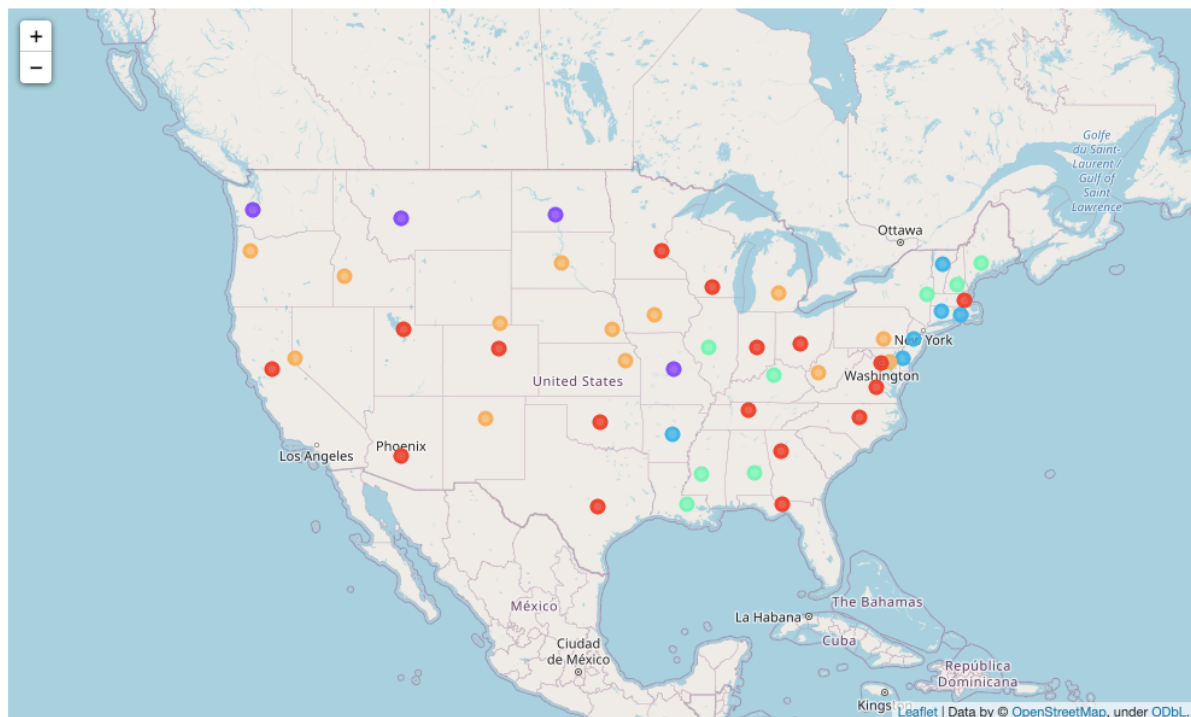 +
−
Golfe
du Saint-
Laurent /
Gulf of
Saint
Lawrence
Ottawa
New York
Washington
United States
Los Angeles
Phoenix
México
Ciudad
de México
La Habana
The Bahamas
Cuba
República
Dominicana
Leaflet | Data by © OpenStreetMap, under ODbL.